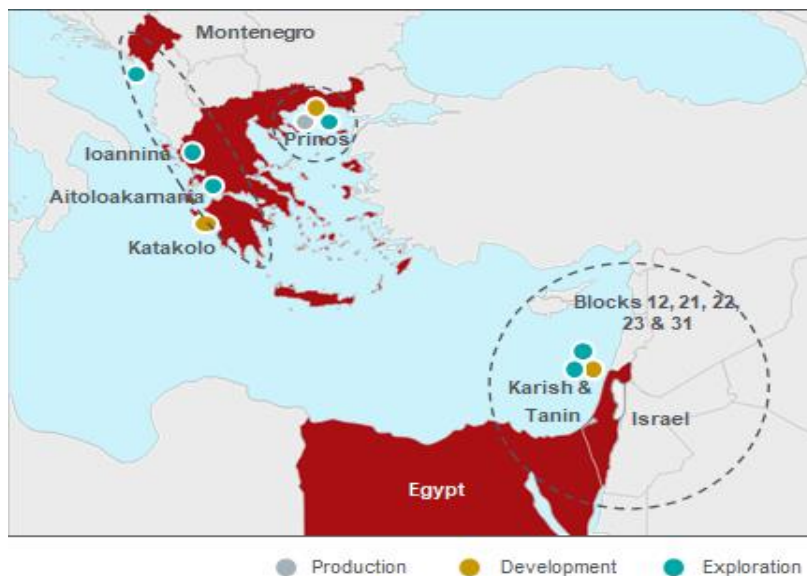 Montenegro
Prinos
Ioannina
Aitoloakarnania
Katakolo
Blocks 12, 21, 22,
23 & 31
Karish &
Tanin
Israel
Egypt
Production
Development
Exploration